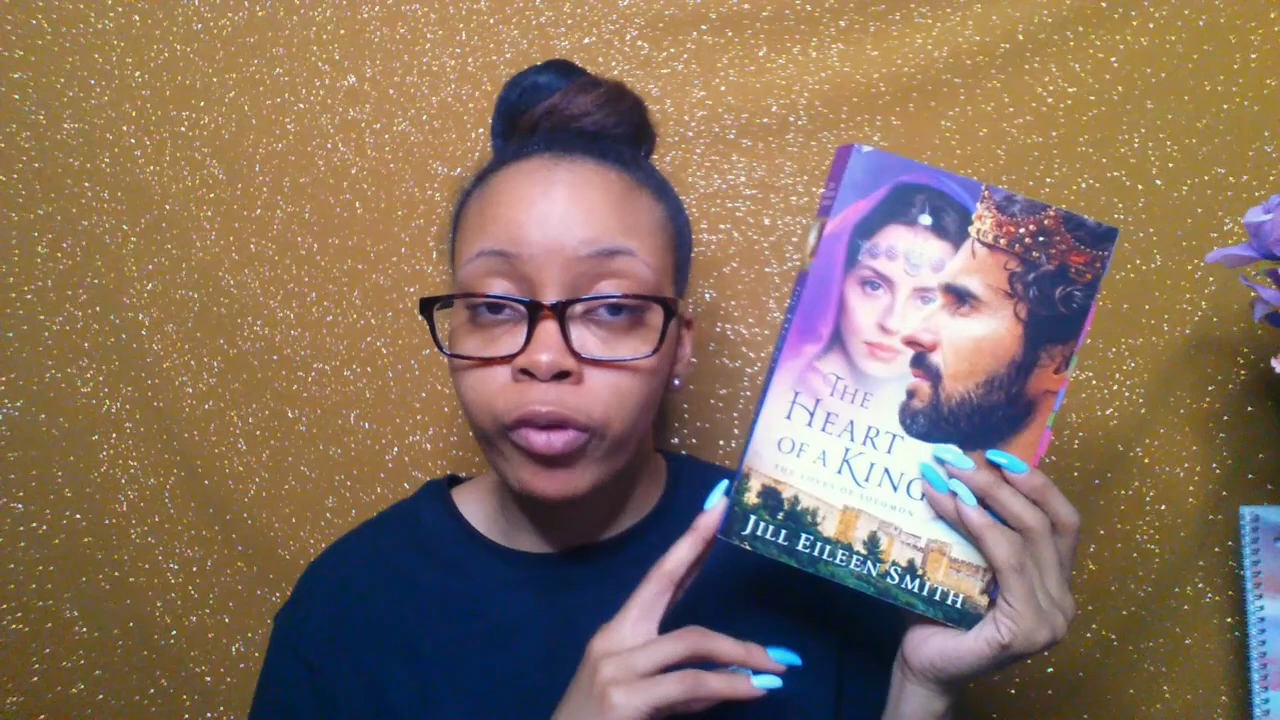 THE
HEART
OF A KING
THE LOVES OF SOLOMON
JILL EILEEN SMITH